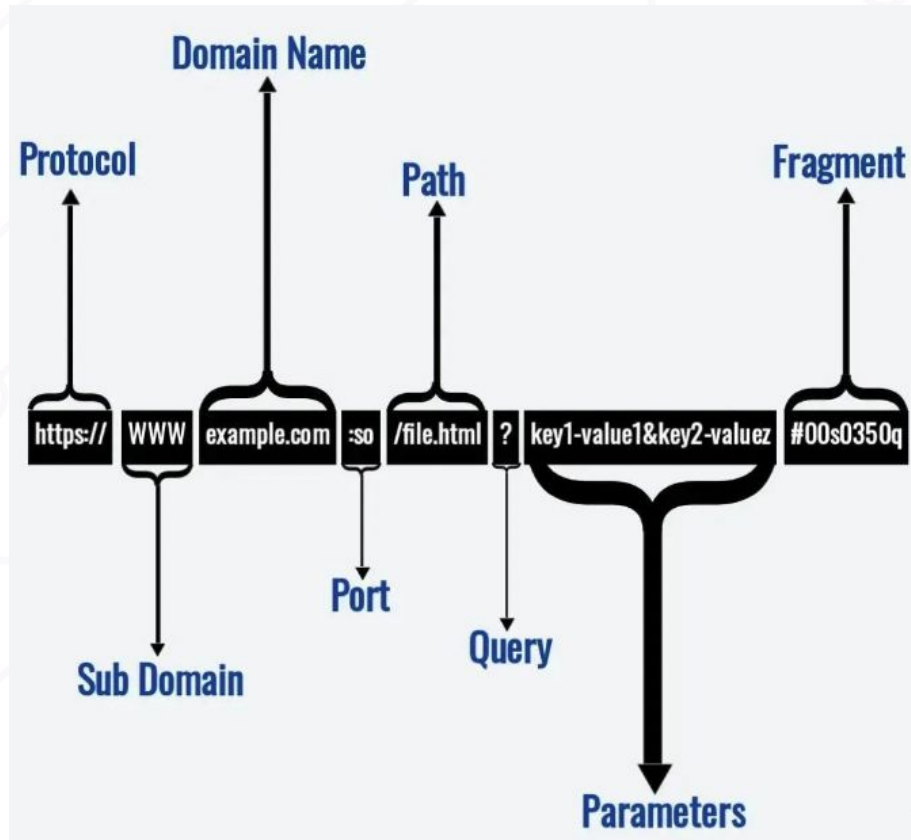 Domain Name
Protocol
Path
Fragment
https:// WWW example.com :so /file.html ? key1-value1&key2-valuez #00s0350q
Port
Query
Sub Domain
Parameters